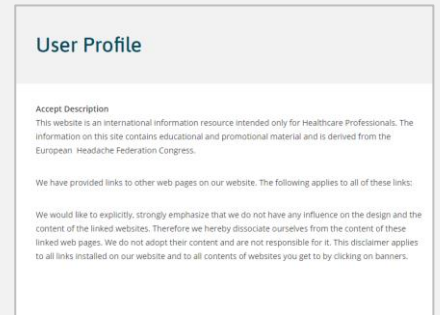 User Profile
Accept Description
This website is an international information resource intended only for Healthcare Professionals. The
information on this site contains educational and promotional material and is derived from the
European Headache Federation Congress.
We have provided links to other web pages on our website. The following applies to all of these links:
We would like to explicitly, strongly emphasize that we do not have any influence on the design and the
content of the linked websites. Therefore we hereby dissociate ourselves from the content of these
linked web pages. We do not adopt their content and are not responsible for it. This disclaimer applies
to all links installed on our website and to all contents of websites you get to by clicking on banners.